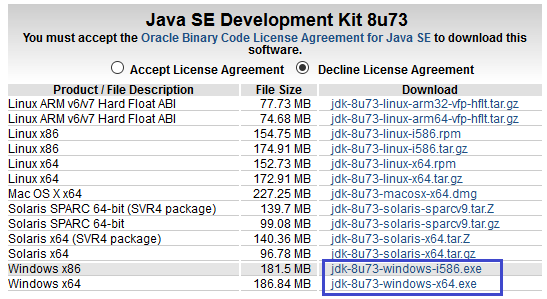 Java SE Development Kit 8u73
You must accept the Oracle Binary Code License Agreement for Java SE to download this
software.
Accept License Agreement Decline License Agreement
Product / File Description File Size Download
Linux ARM v6/v7 Hard Float ABI 77.73 MB jdk-8u73-linux-arm32-vfp-hflt.tar.gz
Linux ARM v6/v7 Hard Float ABI 74.68 MB jdk-8u73-linux-arm64-vfp-hflt.tar.gz
Linux x86 154.75 MB jdk-8u73-linux-i586.rpm
Linux x86 174.91 MB jdk-8u73-linux-i586.tar.gz
Linux x64 152.73 MB jdk-8u73-linux-x64.rpm
Linux x64 172.91 MB jdk-8u73-linux-x64.tar.gz
Mac OS X x64 227.25 MB jdk-8u73-macosx-x64.dmg
Solaris SPARC 64-bit (SVR4 package) 139.7 MB jdk-8u73-solaris-sparcv9.tar.Z
Solaris SPARC 64-bit 99.08 MB jdk-8u73-solaris-sparcv9.tar.gz
Solaris x64 (SVR4 package) 140.36 MB jdk-8u73-solaris-x64.tar.Z
Solaris x64 96.78 MB jdk-8u73-solaris-x64.tar.gz
Windows x86 181.5 MB jdk-8u73-windows-i586.exe
Windows x64 186.84 MB jdk-8u73-windows-x64.exe